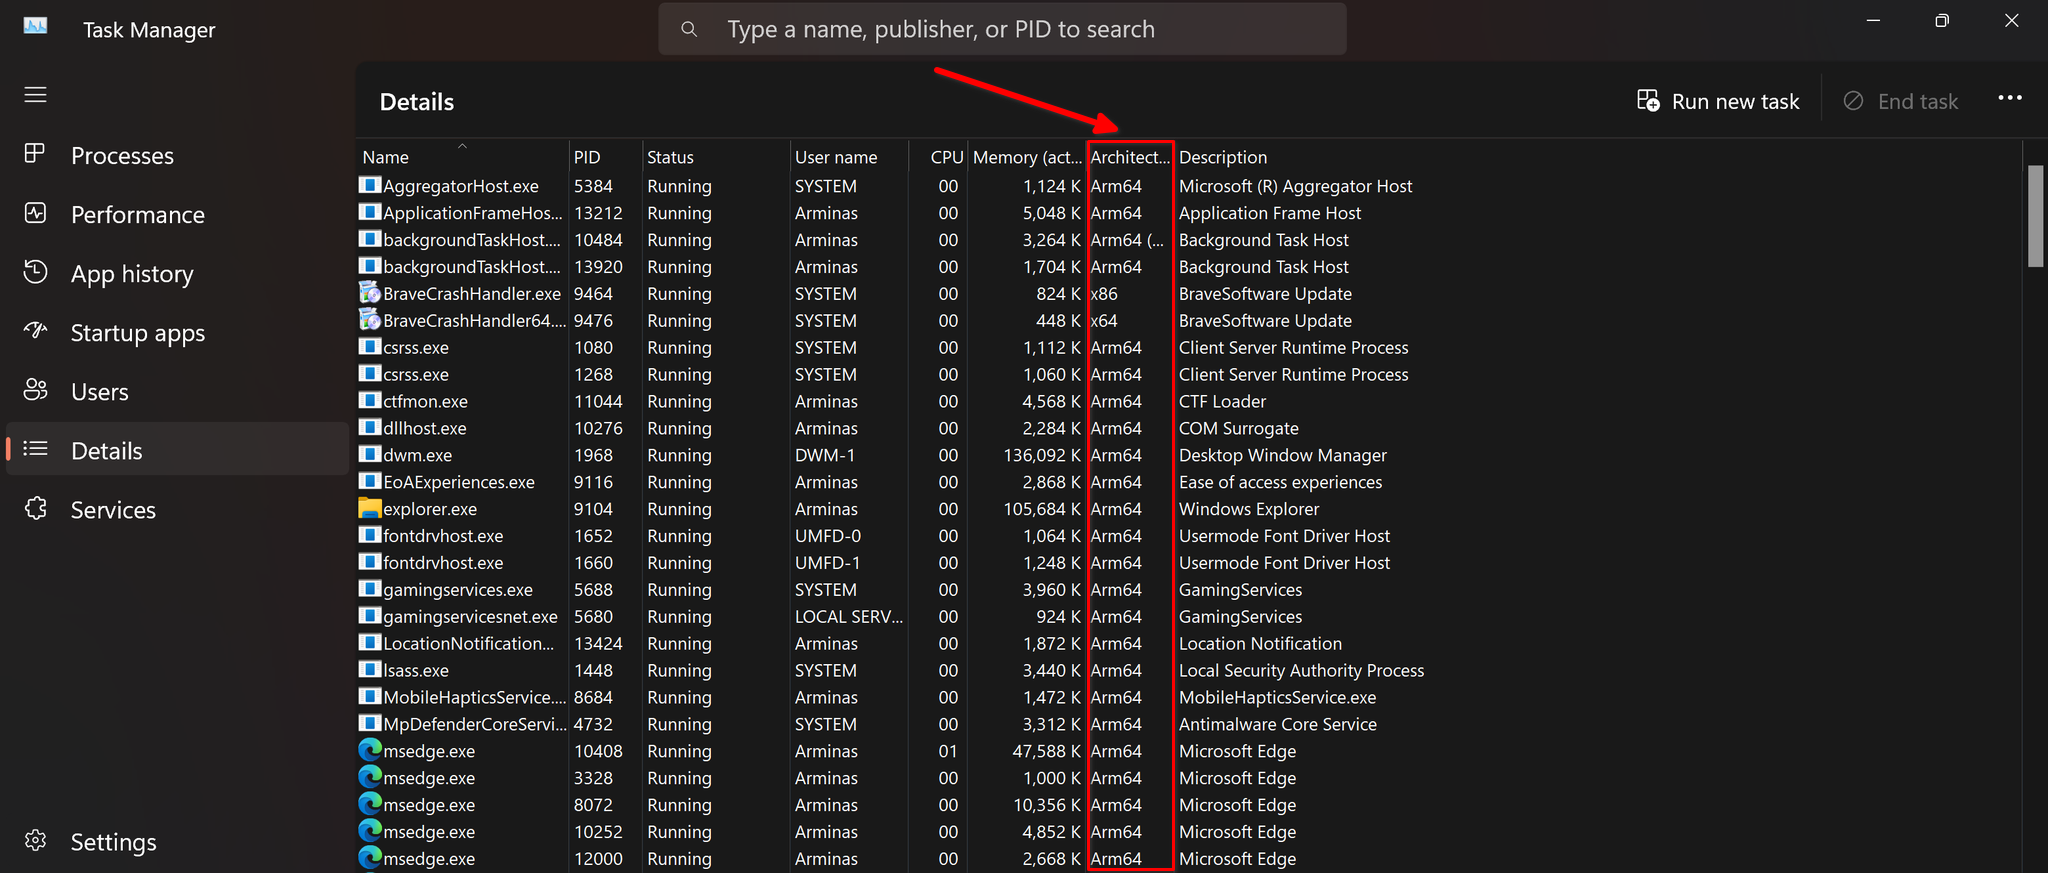 Task Manager
Type a name, publisher, or PID to search
Processes
Performance
App history
Startup apps
Users
Details
Services
Settings
Details
Run new task
End task
Name PID Status User name CPU Memory (act... Architect... Description
AggregatorHost.exe 5384 Running SYSTEM 00 1,124 K Arm64 Microsoft (R) Aggregator Host
ApplicationFrameHos... 13212 Running Arminas 00 5,048 K Arm64 Application Frame Host
backgroundTaskHost.... 10484 Running Arminas 00 3,264 K Arm64 (... Background Task Host
backgroundTaskHost.... 13920 Running Arminas 00 1,704 K Arm64 Background Task Host
BraveCrashHandler.exe 9464 Running SYSTEM 00 824 K x86 BraveSoftware Update
BraveCrashHandler64.... 9476 Running SYSTEM 00 448 K x64 BraveSoftware Update
csrss.exe 1080 Running SYSTEM 00 1,112 K Arm64 Client Server Runtime Process
csrss.exe 1268 Running SYSTEM 00 1,060 K Arm64 Client Server Runtime Process
ctfmon.exe 11044 Running Arminas 00 4,568 K Arm64 CTF Loader
dllhost.exe 10276 Running Arminas 00 2,284 K Arm64 COM Surrogate
dwm.exe 1968 Running DWM-1 00 136,092 K Arm64 Desktop Window Manager
EoAExperiences.exe 9116 Running Arminas 00 2,868 K Arm64 Ease of access experiences
explorer.exe 9104 Running Arminas 00 105,684 K Arm64 Windows Explorer
fontdrvhost.exe 1652 Running UMFD-0 00 1,064 K Arm64 Usermode Font Driver Host
fontdrvhost.exe 1660 Running UMFD-1 00 1,248 K Arm64 Usermode Font Driver Host
gamingservices.exe 5688 Running SYSTEM 00 3,960 K Arm64 GamingServices
gamingservicesnet.exe 5680 Running LOCAL SERV... 00 924 K Arm64 GamingServices
LocationNotification... 13424 Running Arminas 00 1,872 K Arm64 Location Notification
lsass.exe 1448 Running SYSTEM 00 3,440 K Arm64 Local Security Authority Process
MobileHapticsService.... 8684 Running Arminas 00 1,472 K Arm64 MobileHapticsService.exe
MpDefenderCoreServi... 4732 Running SYSTEM 00 3,312 K Arm64 Antimalware Core Service
msedge.exe 10408 Running Arminas 01 47,588 K Arm64 Microsoft Edge
msedge.exe 3328 Running Arminas 00 1,000 K Arm64 Microsoft Edge
msedge.exe 8072 Running Arminas 00 10,356 K Arm64 Microsoft Edge
msedge.exe 10252 Running Arminas 00 4,852 K Arm64 Microsoft Edge
msedge.exe 12000 Running Arminas 00 2,668 K Arm64 Microsoft Edge